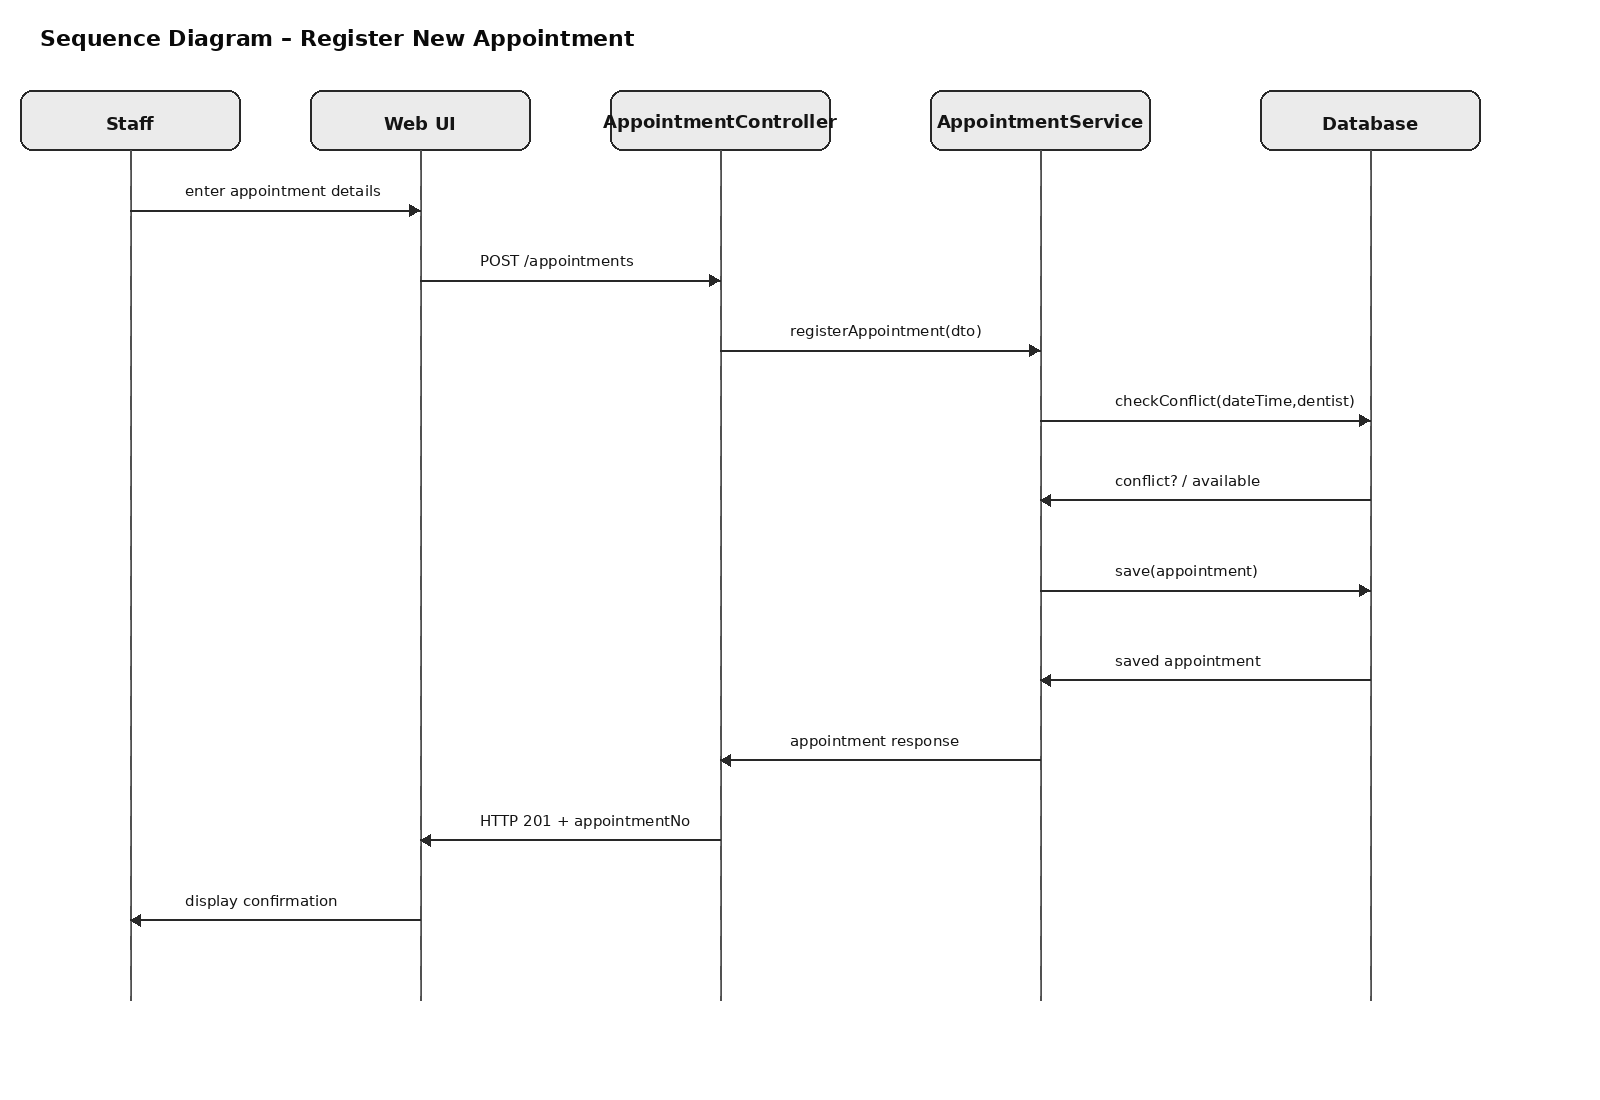 Sequence Diagram – Register New Appointment
Staff
Web UI
AppointmentController
AppointmentService
Database
enter appointment details
POST /appointments
registerAppointment(dto)
checkConflict(dateTime,dentist)
conflict? / available
save(appointment)
saved appointment
appointment response
HTTP 201 + appointmentNo
display confirmation